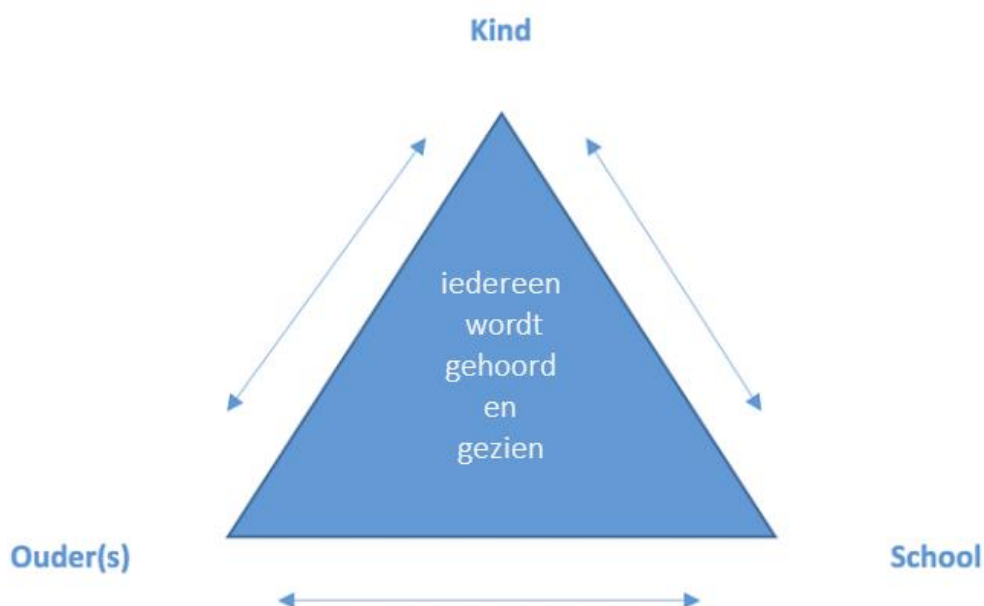 Kind
iedereen
wordt
gehoord
en
gezien
Ouder(s)
School